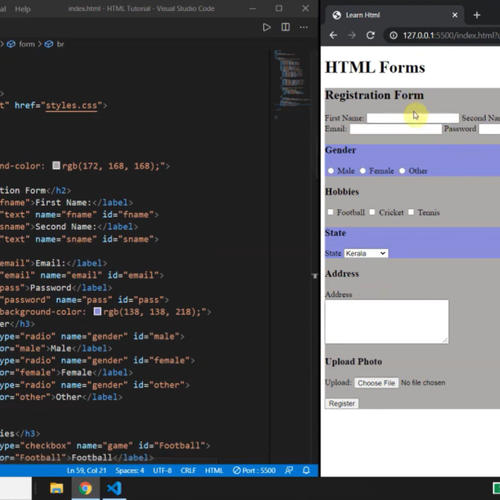 al Help
index.html - HTML Tutorial - Visual Studio Code
> form > br
t" href="styles.css">
nd-color: rgb(172, 168, 168);">
tion Form</h2>
fname">First Name:</label>
"text" name="fname" id="fname">
sname">Second Name:</label>
"text" name="sname" id="sname">
email">Email:</label>
"email" name="email" id="email">
pass">Password</label>
"password" name="pass" id="pass">
background-color: rgb(138, 138, 218);">
er</h3>
ype="radio" name="gender" id="male">
or="male">Male</label>
ype="radio" name="gender" id="female">
or="female">Female</label>
ype="radio" name="gender" id="other">
or="other">Other</label>
ies</h3>
ype="checkbox" name="game" id="Football">
or="Football">Football</label>
Ln 59, Col 21 Spaces: 4 UTF-8 CRLF HTML Port : 5500
Learn Html
127.0.0.1:5500/index.html?
HTML Forms
Registration Form
First Name: Second Nam
Email: Password
Gender
Male Female Other
Hobbies
Football Cricket Tennis
State
State Kerala
Address
Address
Upload Photo
Upload: Choose File No file chosen
Register